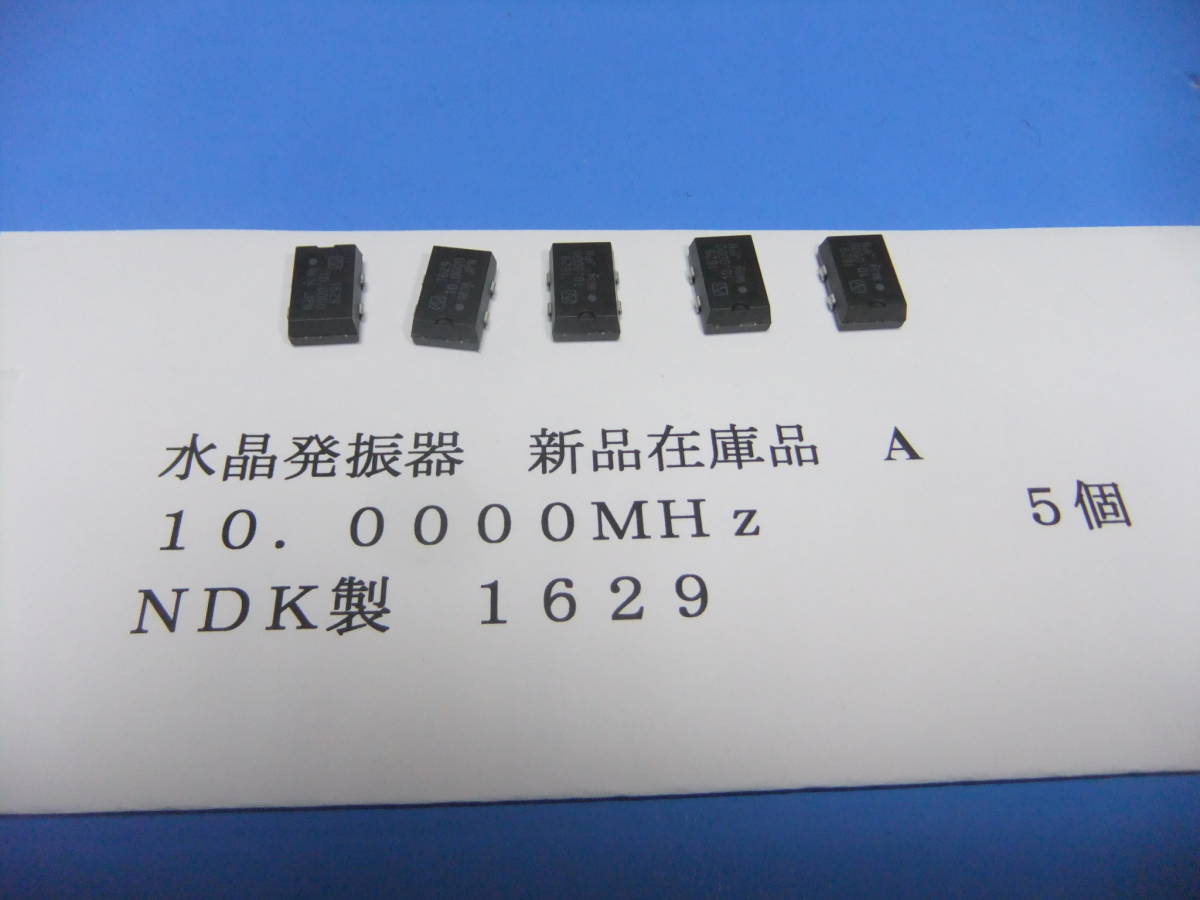 水晶発振器　新品在庫品　A
１０．００００MHz
５個
NDK製　１６２９